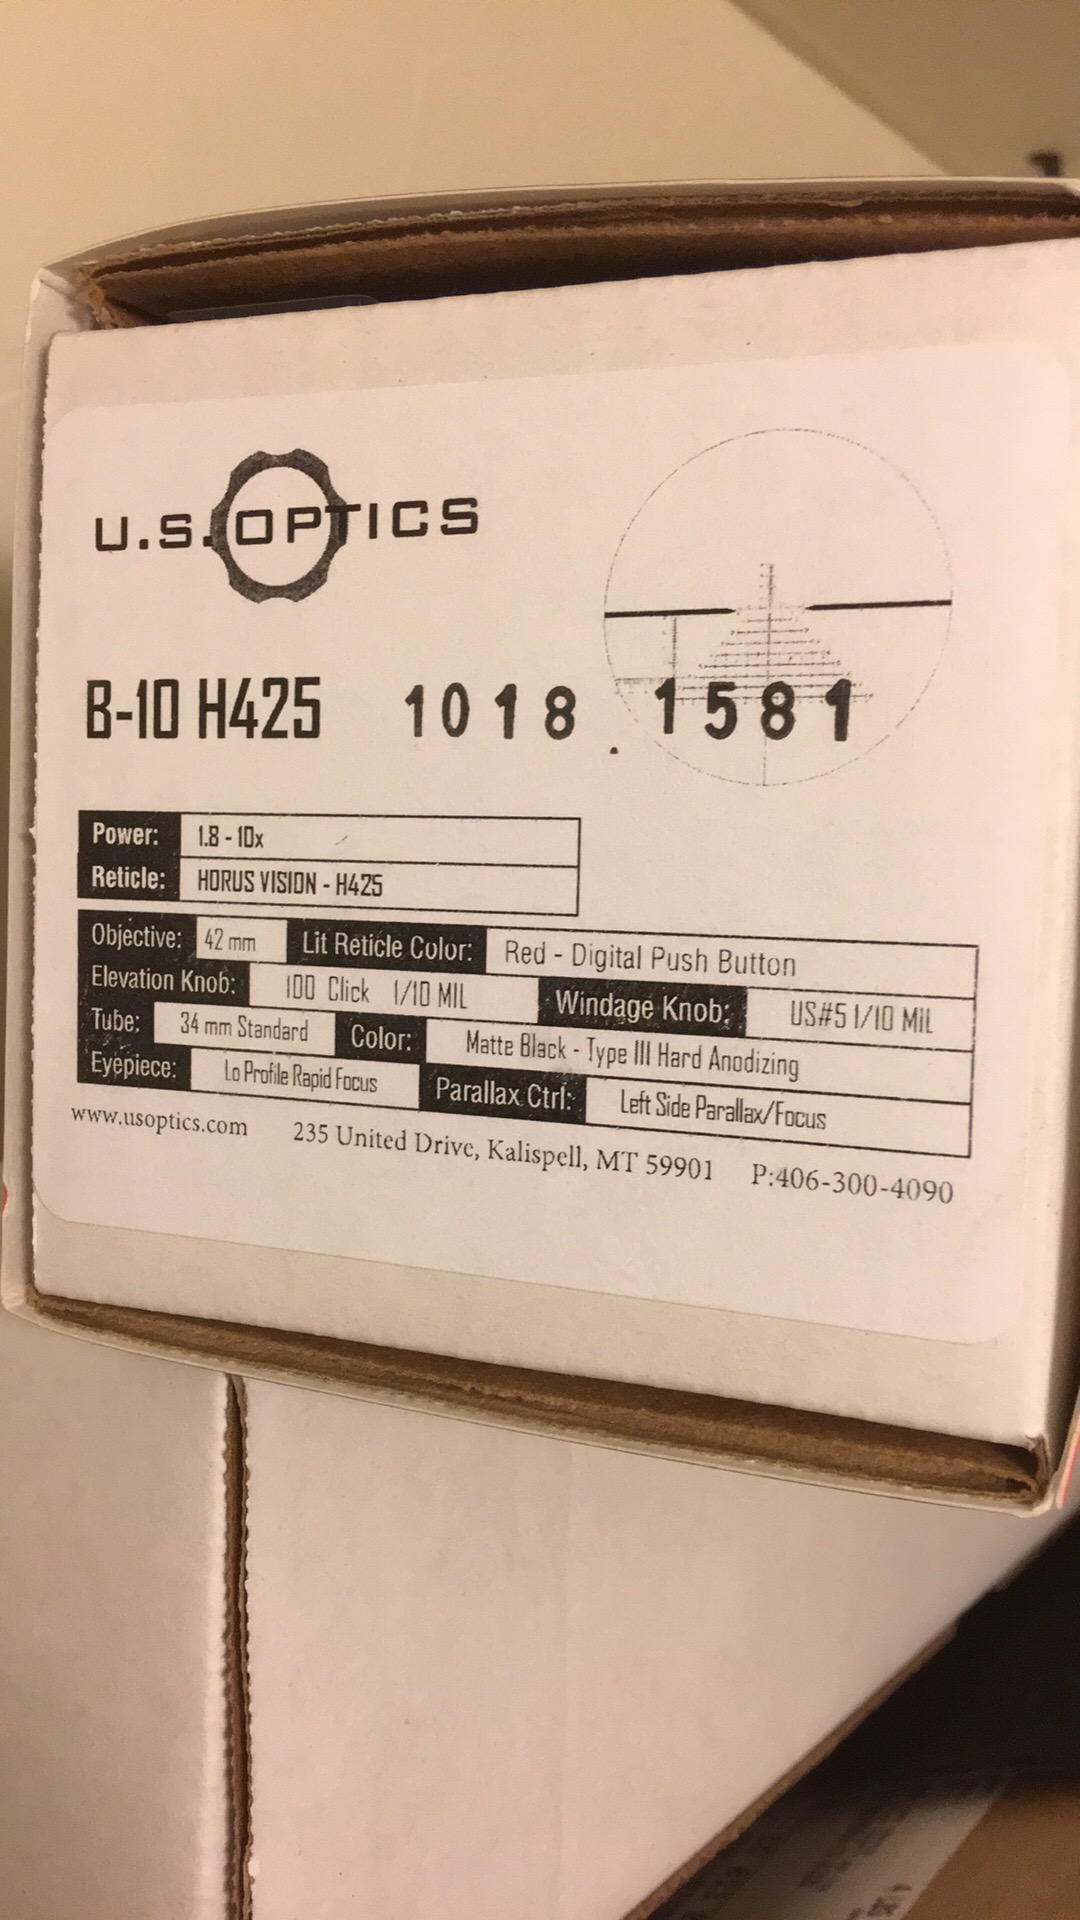 U.S. OPTICS
B-10 H425 1018 1581
Power: 1.8 - 10x
Reticle: HORUS VISION - H425
Objective: 42 mm Lit Reticle Color: Red - Digital Push Button
Elevation Knob: 100 Click 1/10 MIL Windage Knob: US#5 1/10 MIL
Tube: 34 mm Standard Color: Matte Black - Type III Hard Anodizing
Eyepiece: Lo Profile Rapid Focus Parallax Ctrl: Left Side Parallax/Focus
www.usoptics.com 235 United Drive, Kalispell, MT 59901 P:406-300-4090